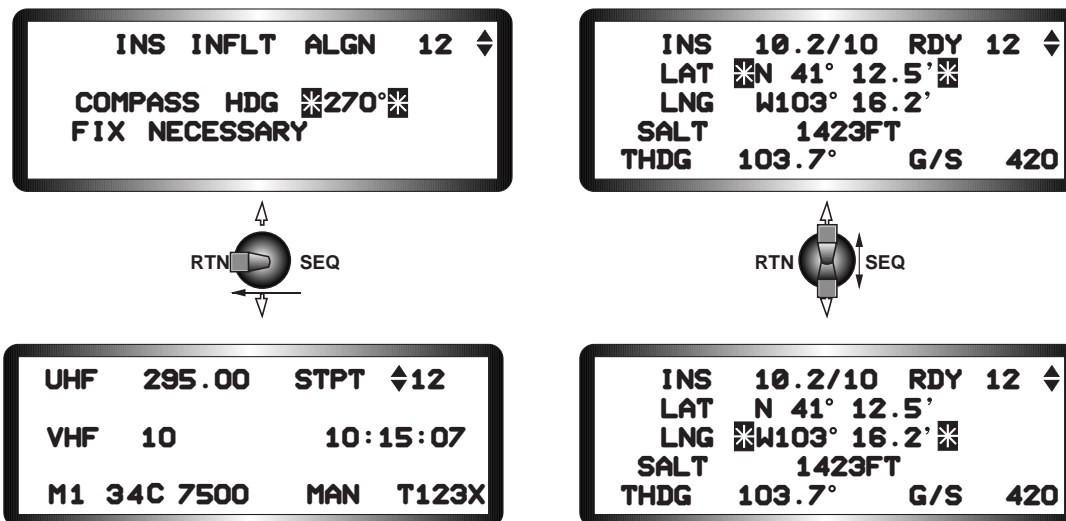 INS INFLT ALGN 12
COMPASS HDG *270°*
FIX NECESSARY
RTN SEQ
UHF 295.00 STPT 12
VHF 10 10:15:07
M1 34C 7500 MAN T123X
INS 10.2/10 RDY 12
LAT *N 41° 12.5'*
LNG W103° 16.2'
SALT 1423FT
THDG 103.7° G/S 420
RTN SEQ
INS 10.2/10 RDY 12
LAT N 41° 12.5'
LNG *W103° 16.2'*
SALT 1423FT
THDG 103.7° G/S 420